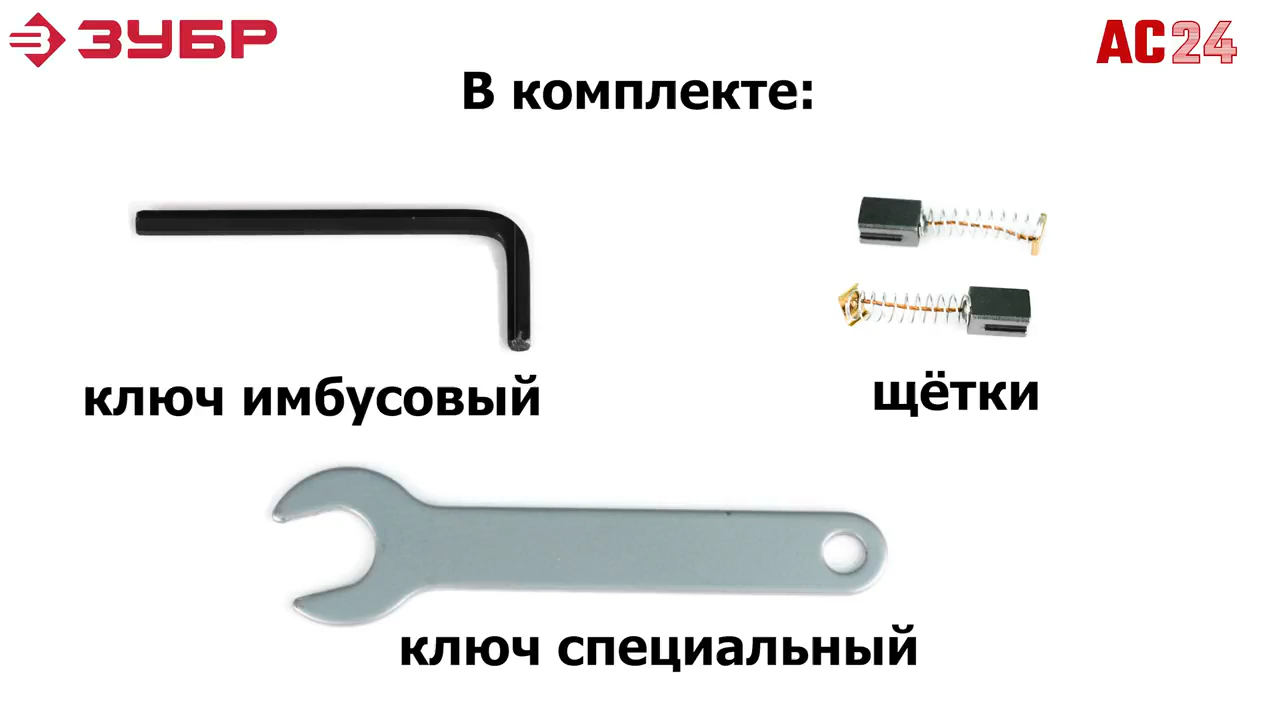 ЗУБР
АС24
В комплекте:
ключ имбусовый
щётки
ключ специальный